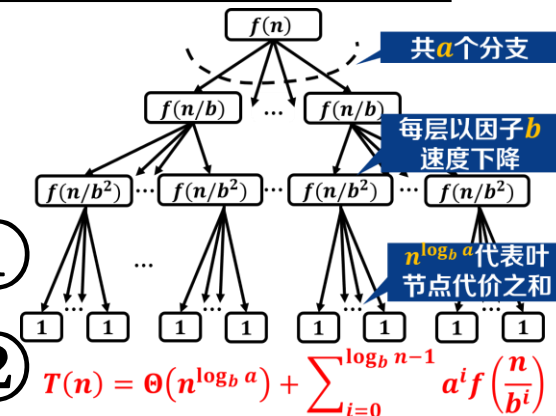 f(n)
共a个分支
f(n/b) ... f(n/b)
每层以因子b
速度下降
f(n/b²) ... f(n/b²) ... f(n/b²) ... f(n/b²)
n^{log_b a}代表叶
节点代价之和
...
... ... ... ...
1 1 1 1 1 1 1 1
2
T(n) = Θ(n^{log_b a}) + ∑_{i=0}^{log_b n−1} a^i f(n/b^i)